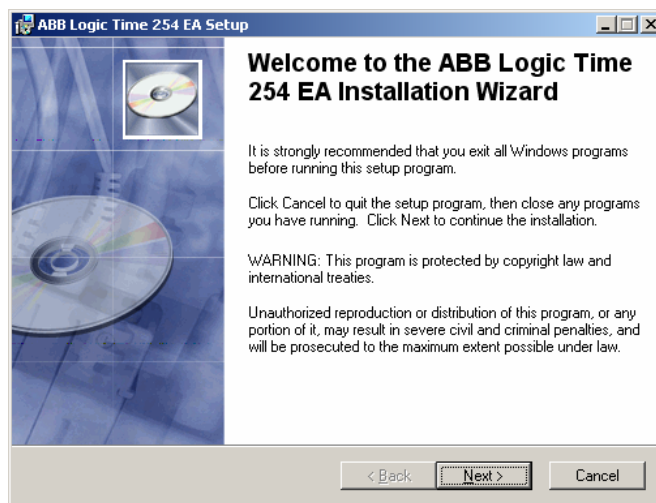 ABB Logic Time 254 EA Setup
Welcome to the ABB Logic Time
254 EA Installation Wizard
It is strongly recommended that you exit all Windows programs
before running this setup program.
Click Cancel to quit the setup program, then close any programs
you have running. Click Next to continue the installation.
WARNING: This program is protected by copyright law and
international treaties.
Unauthorized reproduction or distribution of this program, or any
portion of it, may result in severe civil and criminal penalties, and
will be prosecuted to the maximum extent possible under law.
< Back Next > Cancel